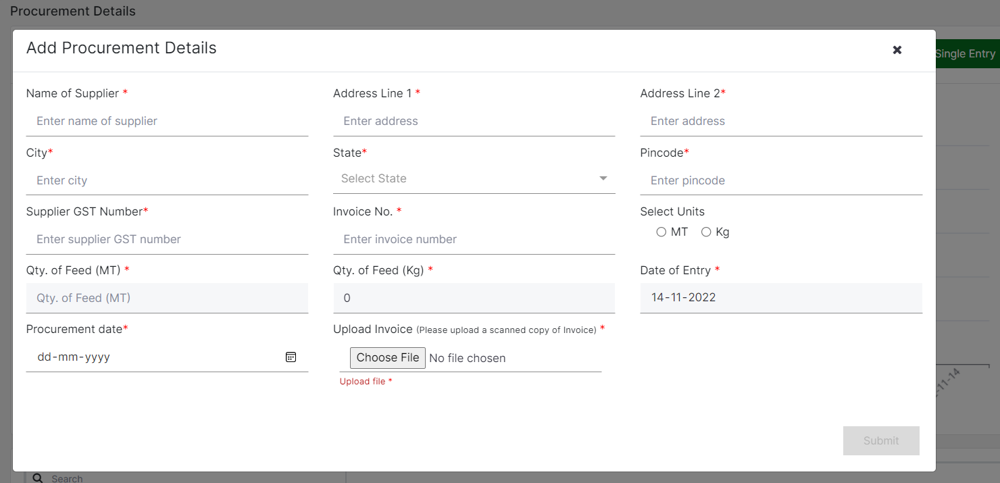 Procurement Details
Add Procurement Details
Single Entry
Name of Supplier * Address Line 1 * Address Line 2*
Enter name of supplier Enter address Enter address
City* State* Pincode*
Enter city Select State Enter pincode
Supplier GST Number* Invoice No. * Select Units
Enter supplier GST number Enter invoice number MT Kg
Qty. of Feed (MT) * Qty. of Feed (Kg) * Date of Entry *
Qty. of Feed (MT) 0 14-11-2022
Procurement date* Upload Invoice (Please upload a scanned copy of Invoice) *
dd-mm-yyyy Choose File No file chosen
Upload file *
-11-14
Submit
Search